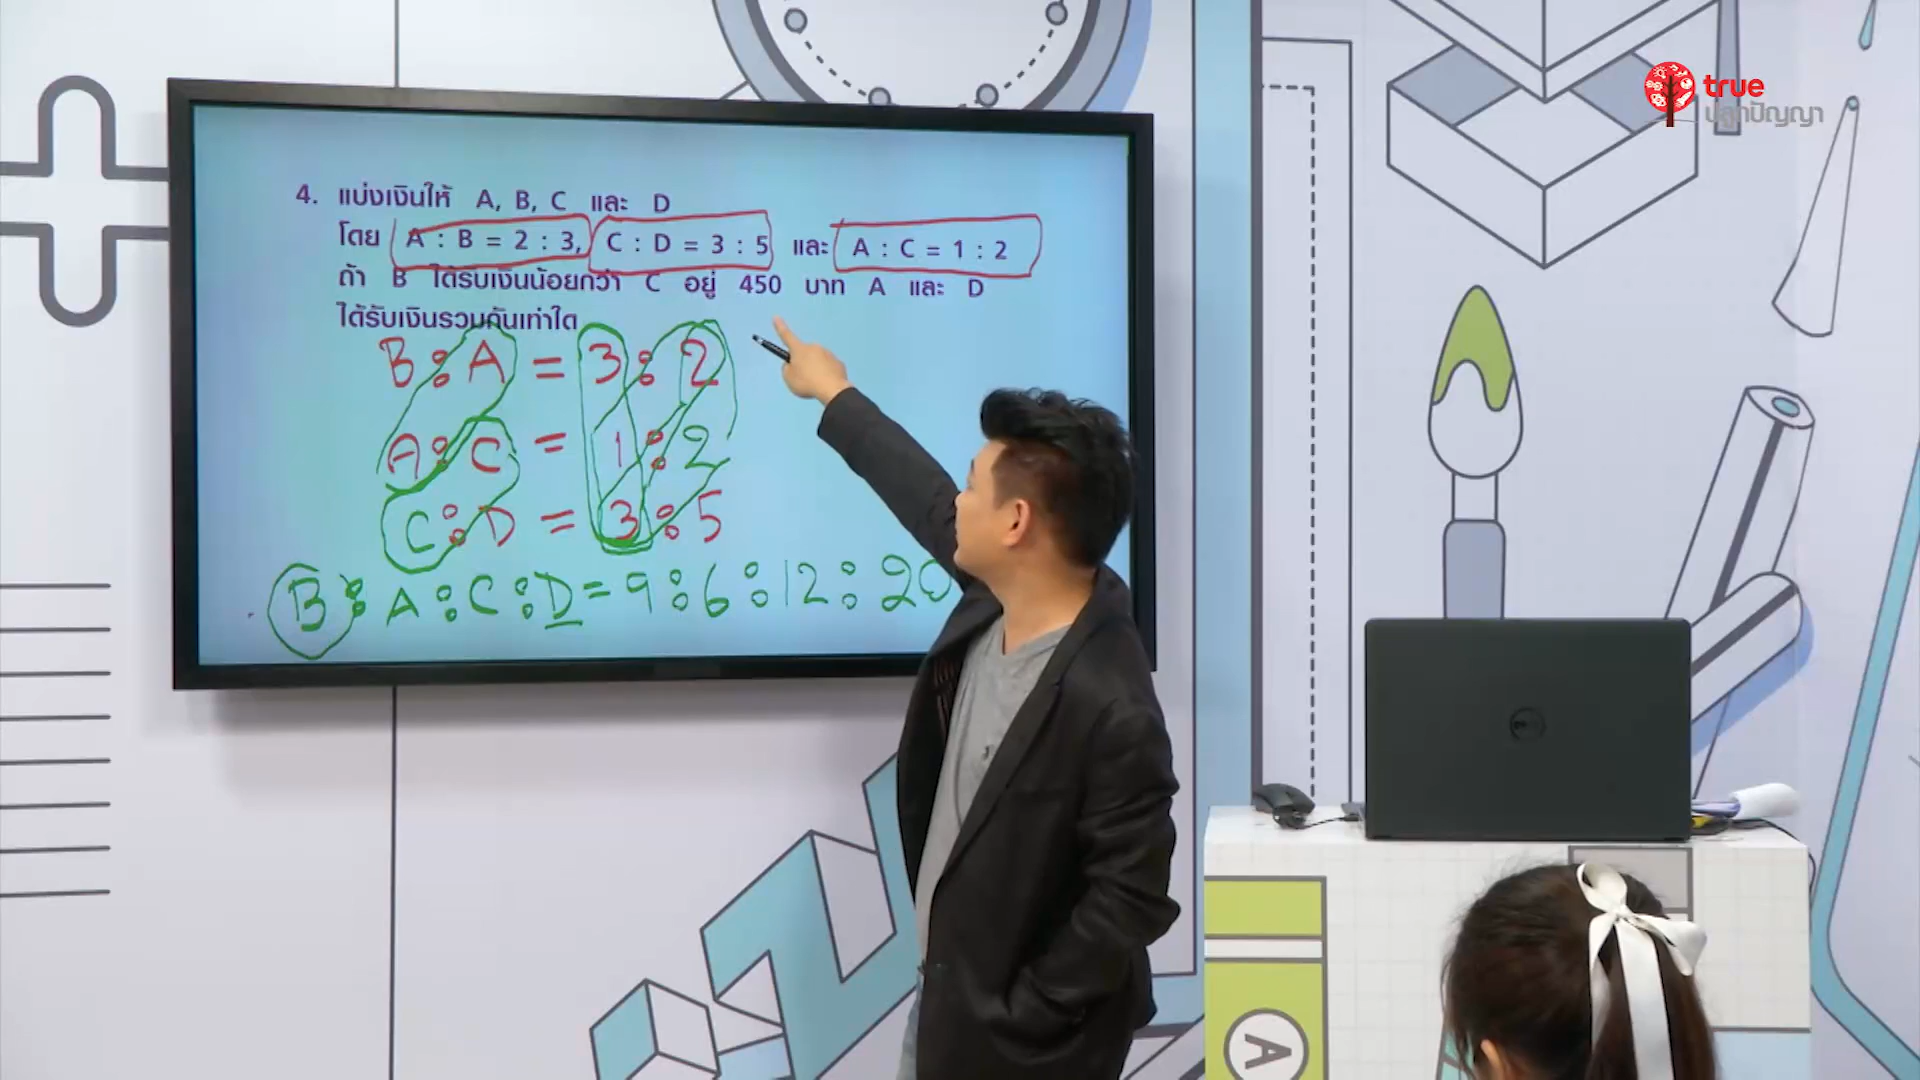 true
ปลูกปัญญา
4. แบ่งเงินให้ A, B, C และ D
โดย A : B = 2 : 3, C : D = 3 : 5 และ A : C = 1 : 2
ถ้า B ได้รับเงินน้อยกว่า C อยู่ 450 บาท A และ D
ได้รับเงินรวมกันเท่าใด
B : A = 3 : 2
A : C = 1 : 2
C : D = 3 : 5
B : A : C : D = 9 : 6 : 12 : 20
DELL
A